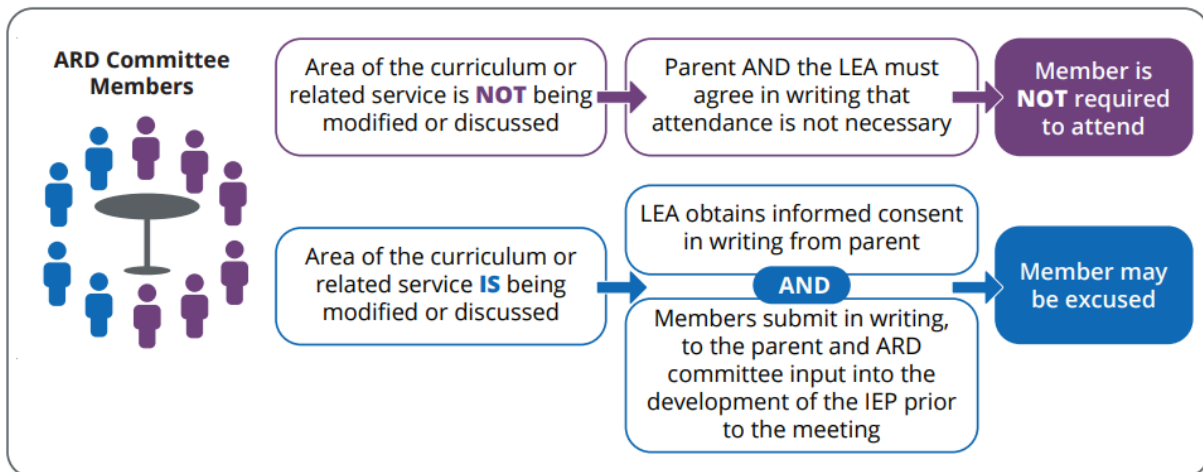 ARD Committee
Members
Area of the curriculum or
related service is NOT being
modified or discussed
Parent AND the LEA must
agree in writing that
attendance is not necessary
Member is
NOT required
to attend
Area of the curriculum or
related service IS being
modified or discussed
LEA obtains informed consent
in writing from parent
AND
Members submit in writing,
to the parent and ARD
committee input into the
development of the IEP prior
to the meeting
Member may
be excused